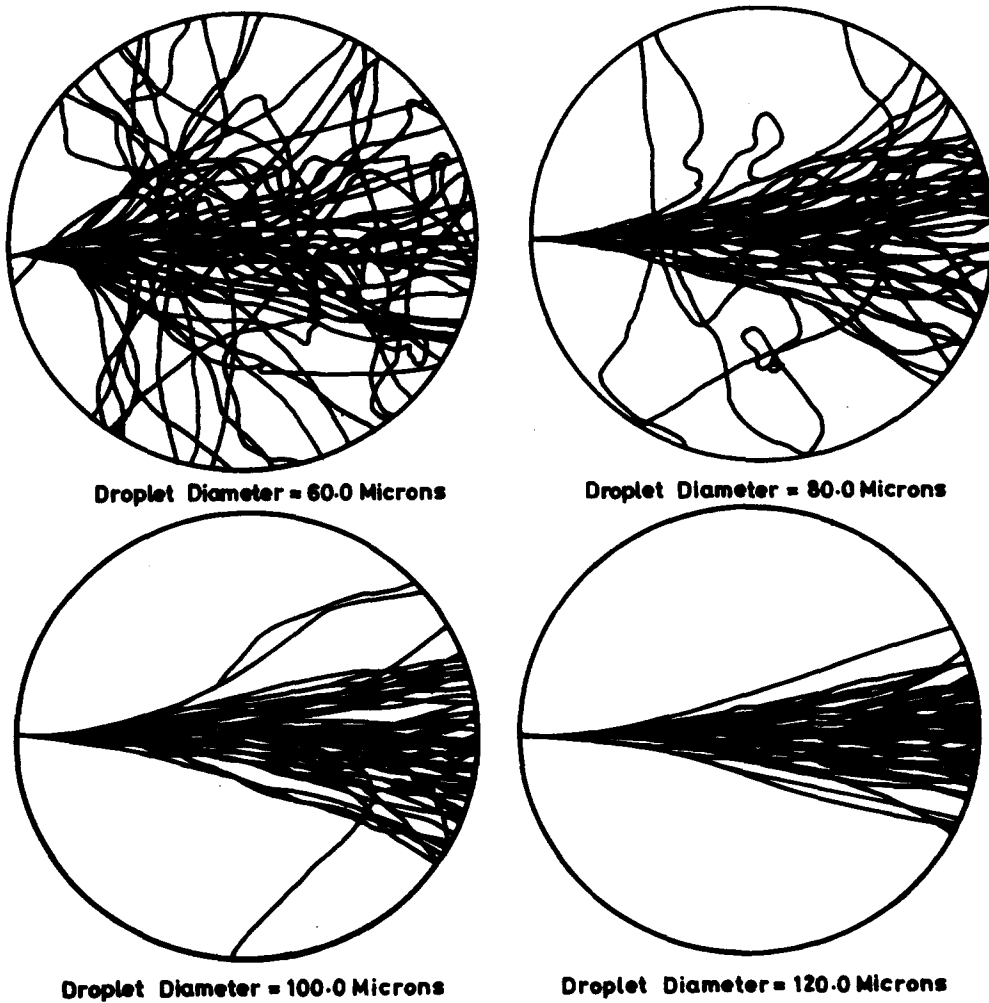 Droplet Diameter = 60·0 Microns
Droplet Diameter = 80·0 Microns
Droplet Diameter = 100·0 Microns
Droplet Diameter = 120·0 Microns